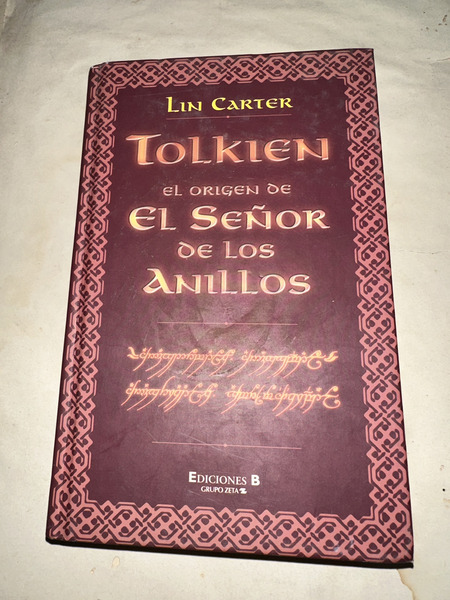 LIN CARTER
TOLKIEN
EL ORIGEN DE
EL SEÑOR
DE LOS
ANILLOS
EDICIONES B
GRUPO ZETA